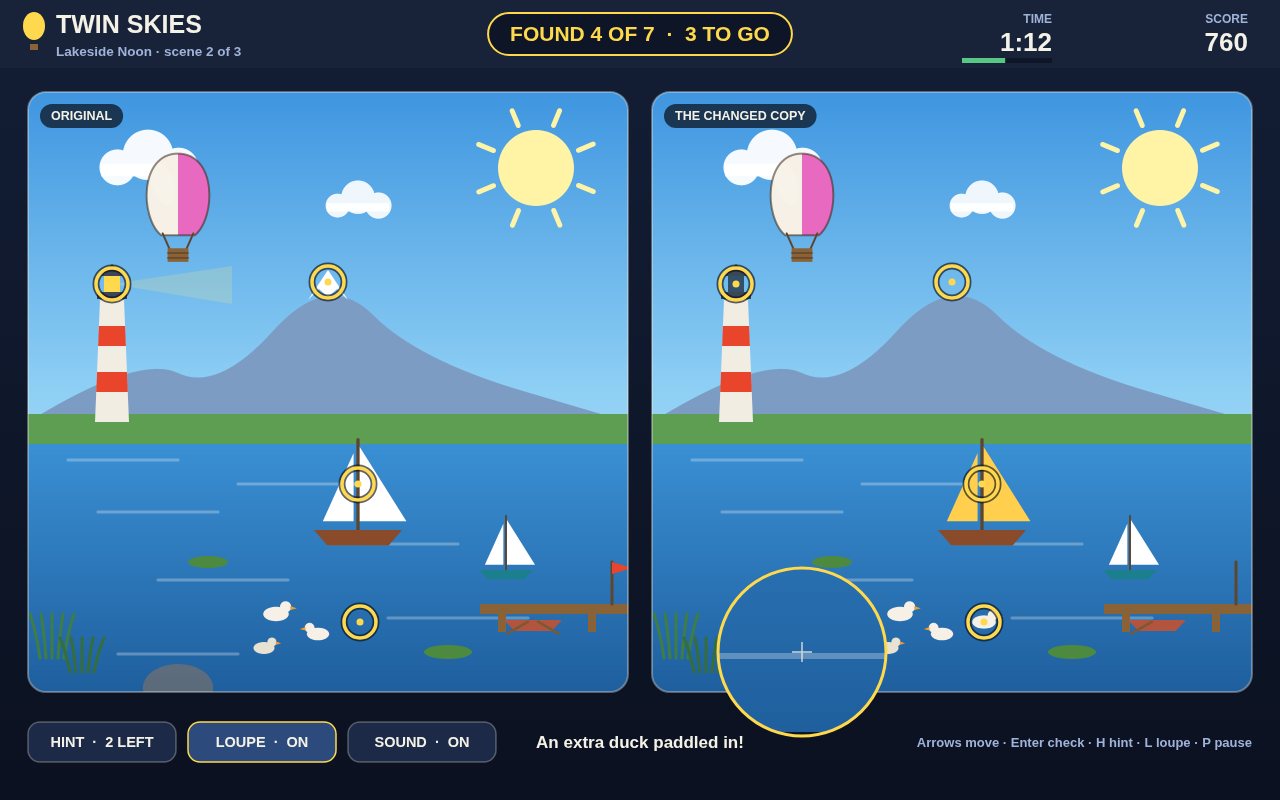 TWIN SKIES
Lakeside Noon · scene 2 of 3
FOUND 4 OF 7 · 3 TO GO
TIME
1:12
SCORE
760
ORIGINAL
THE CHANGED COPY
HINT · 2 LEFT
LOUPE · ON
SOUND · ON
An extra duck paddled in!
Arrows move · Enter check · H hint · L loupe · P pause